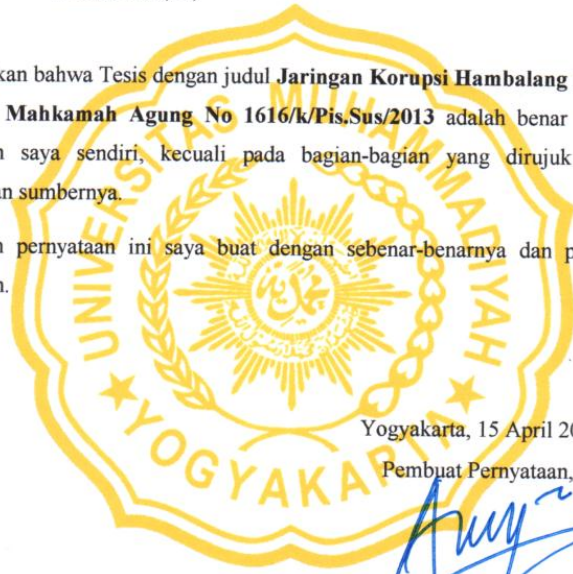 kan bahwa Tesis dengan judul Jaringan Korupsi Hambalang
Mahkamah Agung No 1616/k/Pis.Sus/2013 adalah benar
saya sendiri, kecuali pada bagian-bagian yang dirujuk
an sumbernya.
pernyataan ini saya buat dengan sebenar-benarnya dan p
UNIVERSITAS MUHAMMADIYAH
YOGYAKARTA
Yogyakarta, 15 April 20
Pembuat Pernyataan,